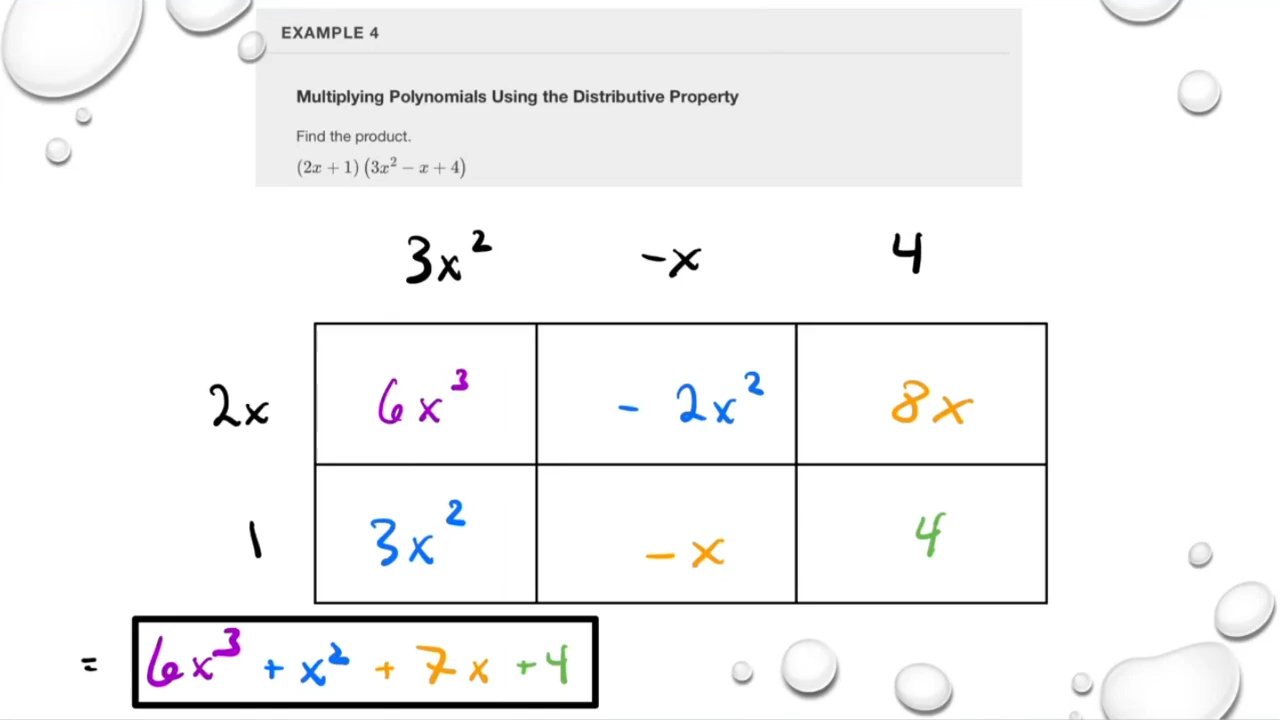 EXAMPLE 4
Multiplying Polynomials Using the Distributive Property
Find the product.
(2x + 1) (3x² − x + 4)
3x² -x 4
2x 6x³ - 2x² 8x
1 3x² - x 4
= 6x³ + x² + 7x + 4